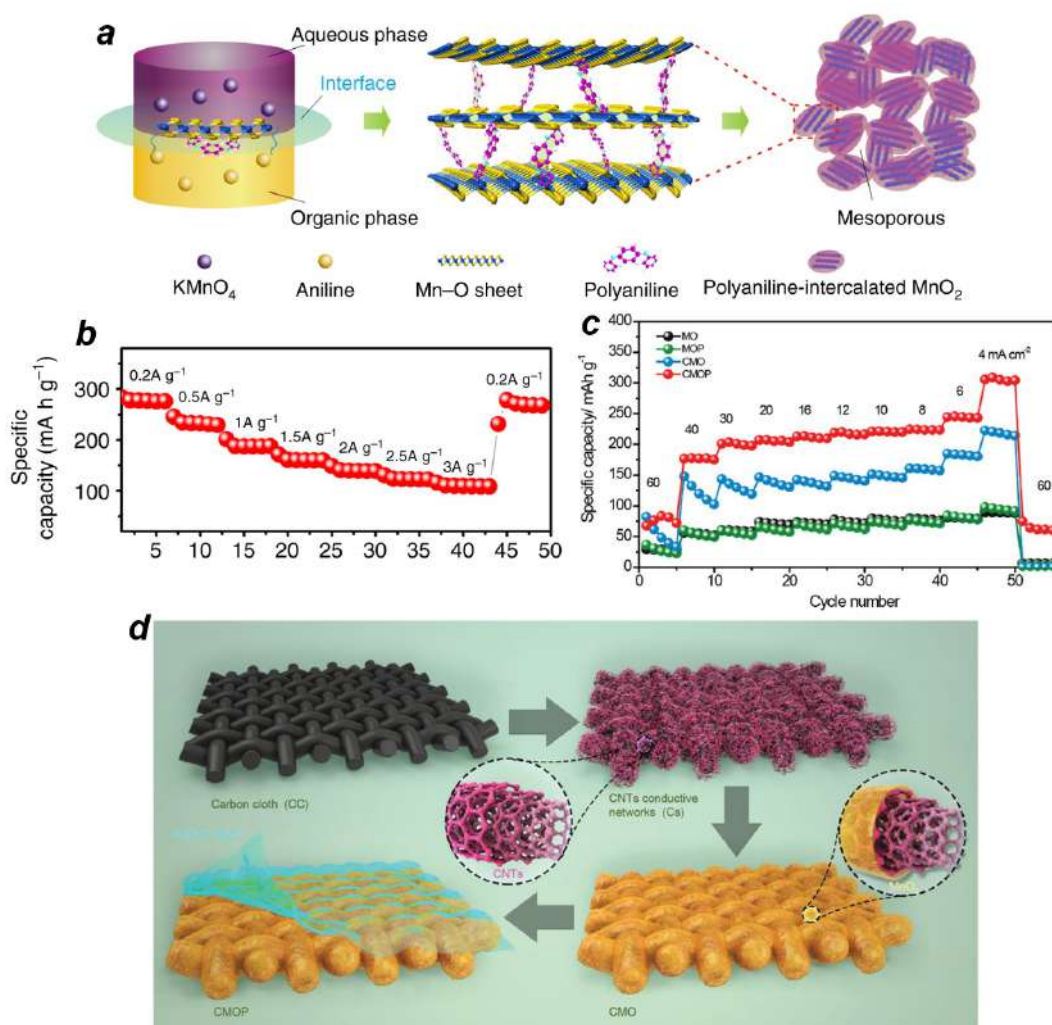 a
Aqueous phase
Interface
Organic phase
Mesoporous
KMnO₄
Aniline
Mn–O sheet
Polyaniline
Polyaniline-intercalated MnO₂
b
Specific
capacity (mA h g⁻¹)
300
200
100
0.2A g⁻¹
0.5A g⁻¹
1A g⁻¹
1.5A g⁻¹
2A g⁻¹
2.5A g⁻¹
3A g⁻¹
0.2A g⁻¹
5 10 15 20 25 30 35 40 45 50
c
Specific capacity/ mAh g⁻¹
400
350
300
250
200
150
100
50
0
MO
MOP
CMO
CMOP
60
40
30
20
16
12
10
8
6
4 mA cm⁻²
60
0 10 20 30 40 50
Cycle number
d
Carbon cloth (CC)
CNTs conductive
networks (Cs)
CNTs
CMOP
CMO